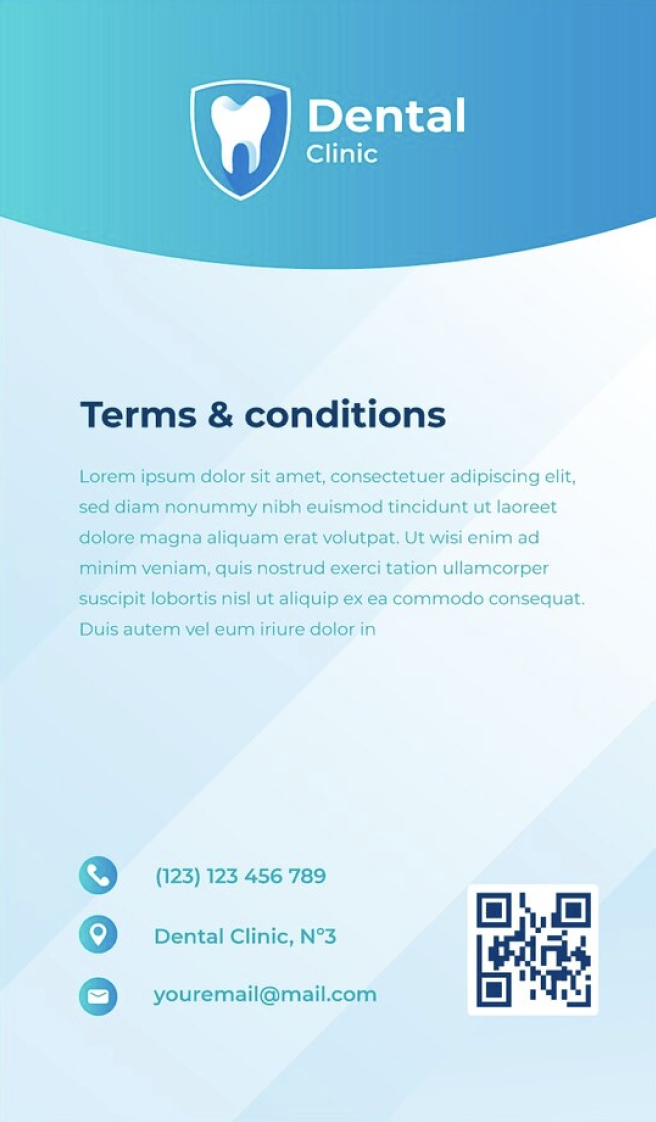 Dental
Clinic
Terms & conditions
Lorem ipsum dolor sit amet, consectetuer adipiscing elit,
sed diam nonummy nibh euismod tincidunt ut laoreet
dolore magna aliquam erat volutpat. Ut wisi enim ad
minim veniam, quis nostrud exerci tation ullamcorper
suscipit lobortis nisl ut aliquip ex ea commodo consequat.
Duis autem vel eum iriure dolor in
(123) 123 456 789
Dental Clinic, Nº3
youremail@mail.com